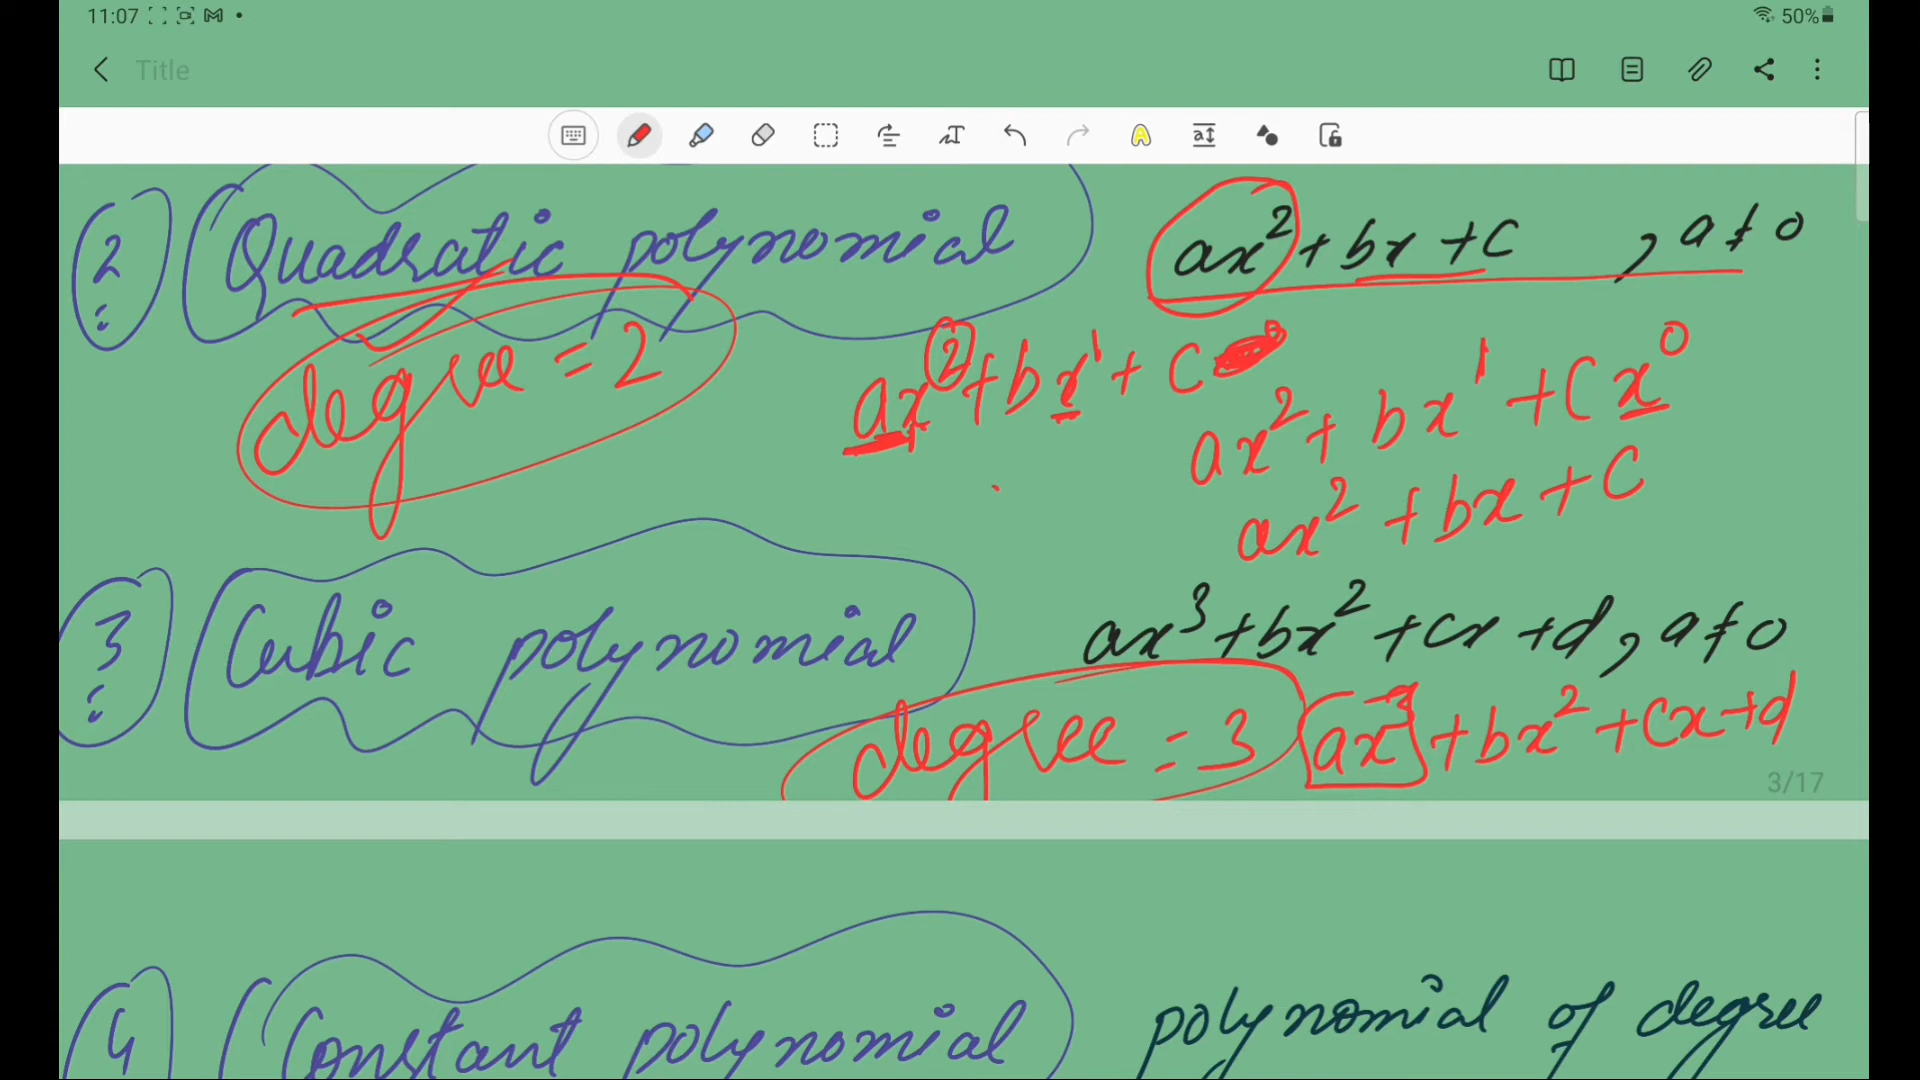 11:07 50%
Title
2 Quadratic polynomial ax²+bx+c , a≠0
degree = 2 ax²+bx¹+c
ax²+bx¹+cx⁰
ax²+bx+c
3 Cubic polynomial ax³+bx²+cx+d, a≠0
degree = 3 ax³+bx²+cx+d
3/17
4 Constant polynomial polynomial of degree